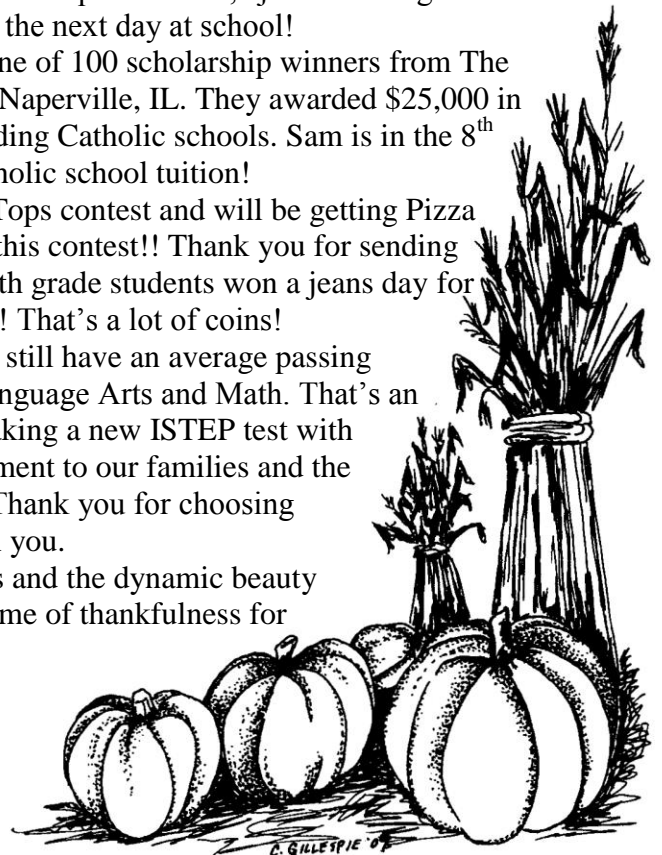 the next day at school!
ne of 100 scholarship winners from The
Naperville, IL. They awarded $25,000 in
ding Catholic schools. Sam is in the 8th
holic school tuition!
Tops contest and will be getting Pizza
this contest!! Thank you for sending
th grade students won a jeans day for
! That's a lot of coins!
still have an average passing
nguage Arts and Math. That's an
aking a new ISTEP test with
ment to our families and the
Thank you for choosing
you.
s and the dynamic beauty
me of thankfulness for
C. GILLESPIE